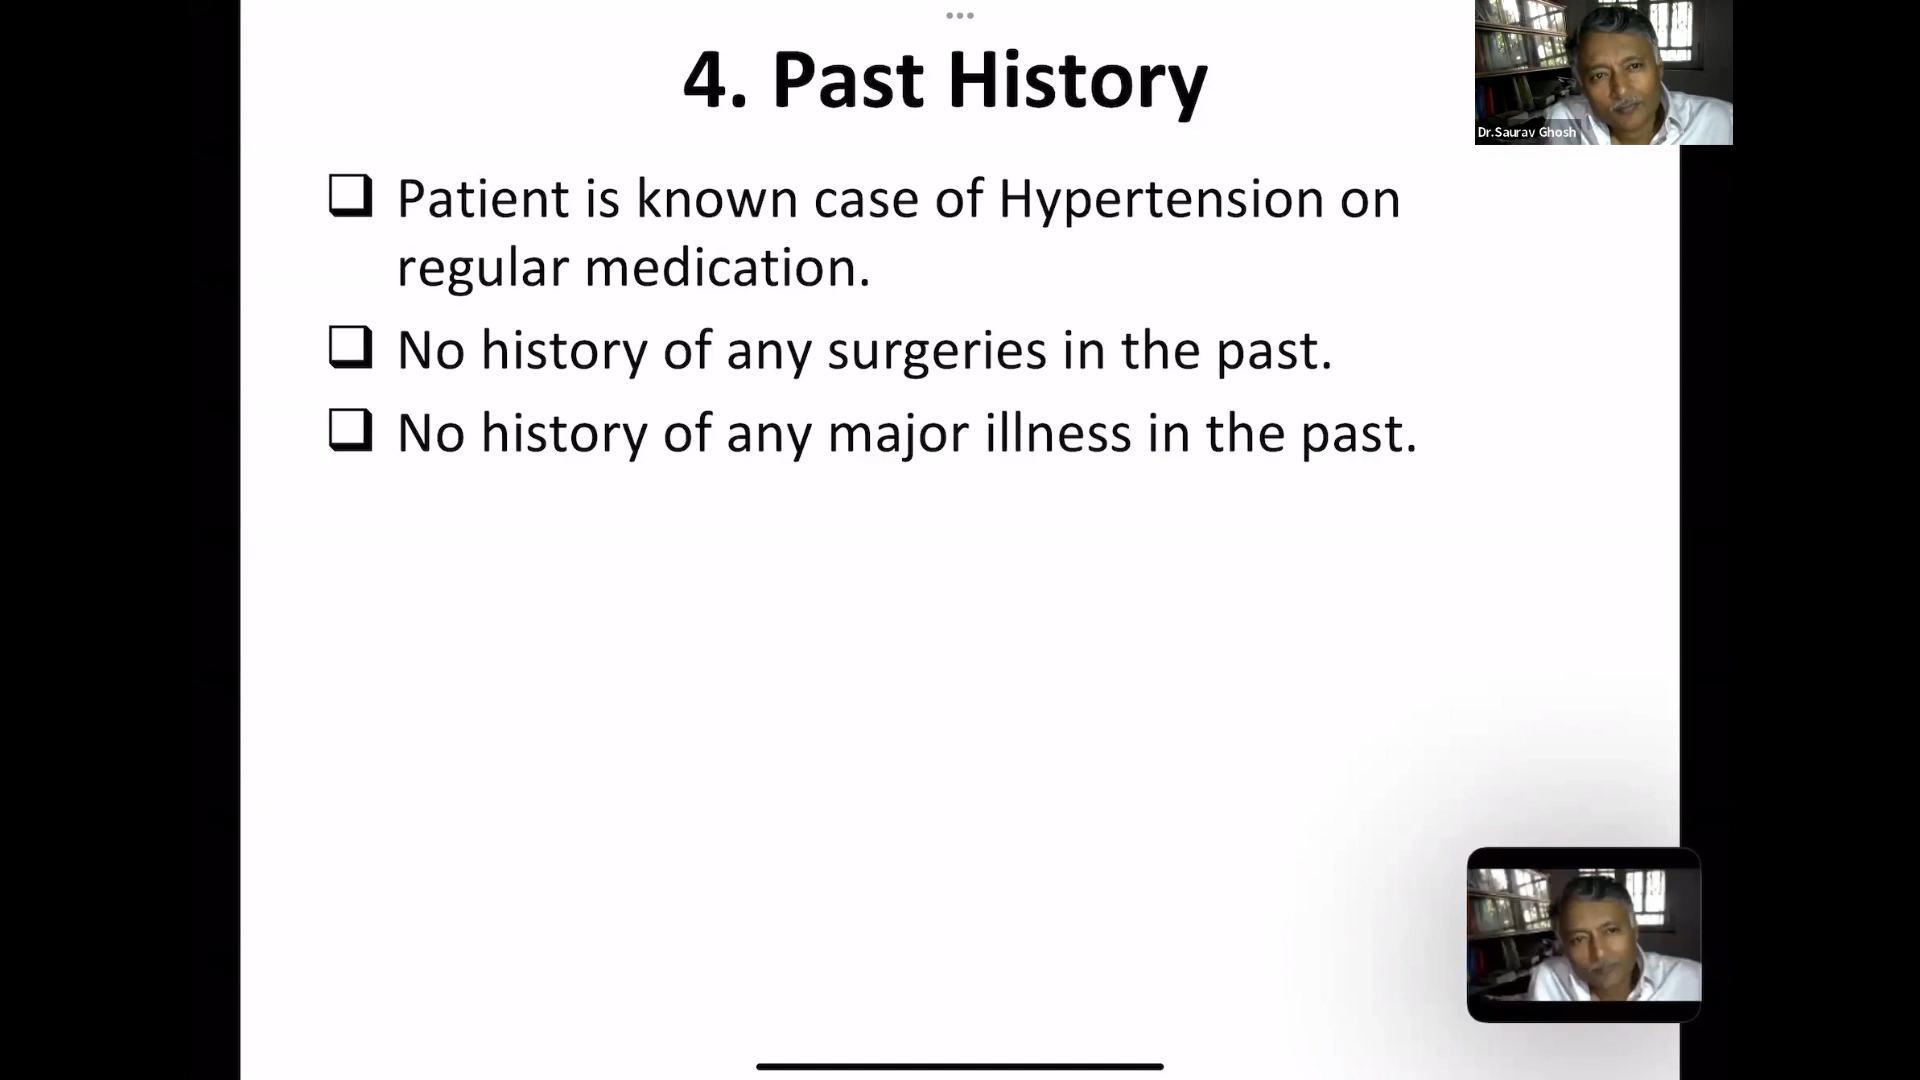 4. Past History
Dr.Saurav Ghosh
❑ Patient is known case of Hypertension on
regular medication.
❑ No history of any surgeries in the past.
❑ No history of any major illness in the past.